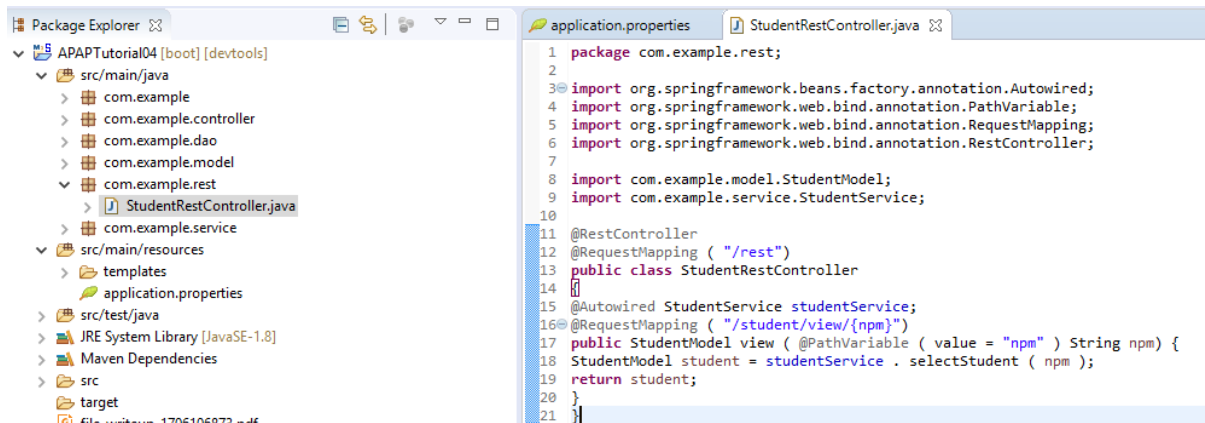 Package Explorer
APAPTutorial04 [boot] [devtools]
src/main/java
com.example
com.example.controller
com.example.dao
com.example.model
com.example.rest
StudentRestController.java
com.example.service
src/main/resources
templates
application.properties
src/test/java
JRE System Library [JavaSE-1.8]
Maven Dependencies
src
target
file-writeup_1706106873.pdf
application.properties
StudentRestController.java
1 package com.example.rest;
2
3 import org.springframework.beans.factory.annotation.Autowired;
4 import org.springframework.web.bind.annotation.PathVariable;
5 import org.springframework.web.bind.annotation.RequestMapping;
6 import org.springframework.web.bind.annotation.RestController;
7
8 import com.example.model.StudentModel;
9 import com.example.service.StudentService;
10
11 @RestController
12 @RequestMapping ( "/rest")
13 public class StudentRestController
14 {
15 @Autowired StudentService studentService;
16 @RequestMapping ( "/student/view/{npm}")
17 public StudentModel view ( @PathVariable ( value = "npm" ) String npm) {
18 StudentModel student = studentService . selectStudent ( npm );
19 return student;
20 }
21 }